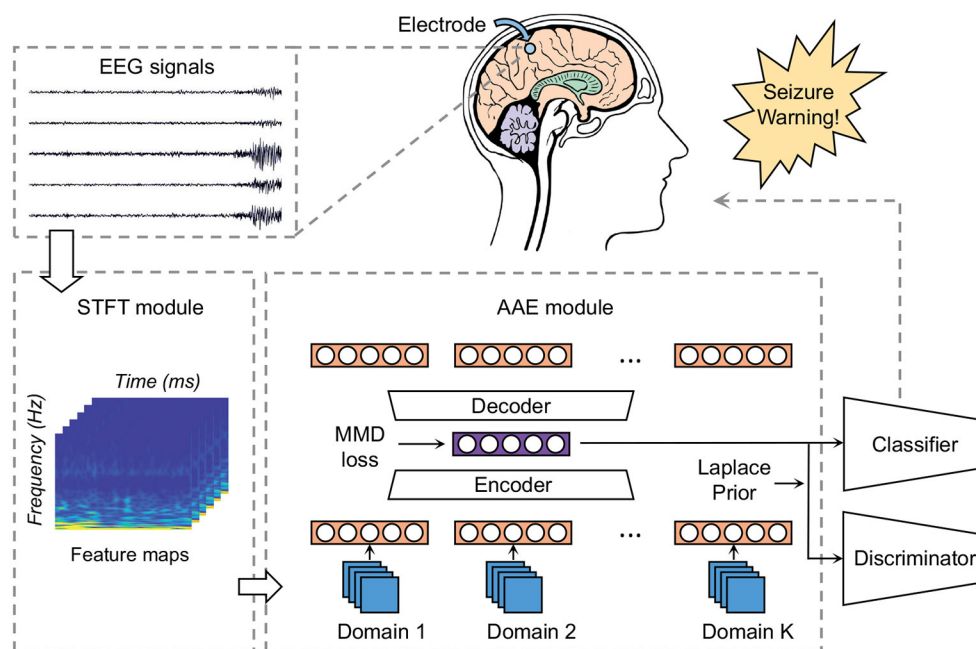 Electrode
EEG signals
Seizure
Warning!
STFT module
Time (ms)
Frequency (Hz)
Feature maps
AAE module
...
Decoder
MMD
loss
Encoder
Laplace
Prior
...
Domain 1
Domain 2
Domain K
Classifier
Discriminator